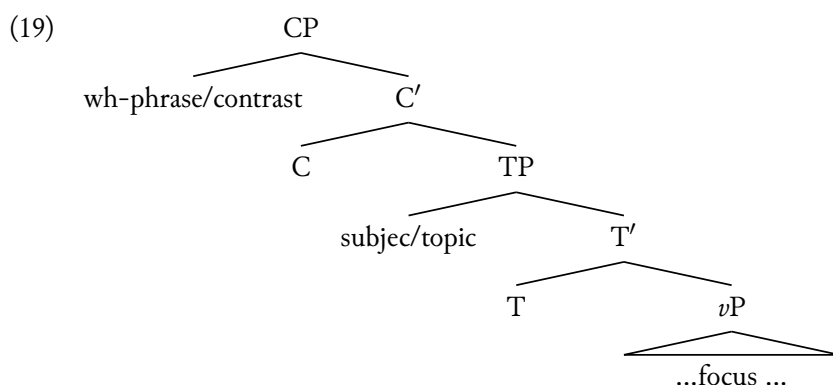 (19) CP
wh-phrase/contrast C′
C TP
subjec/topic T′
T vP
...focus ...